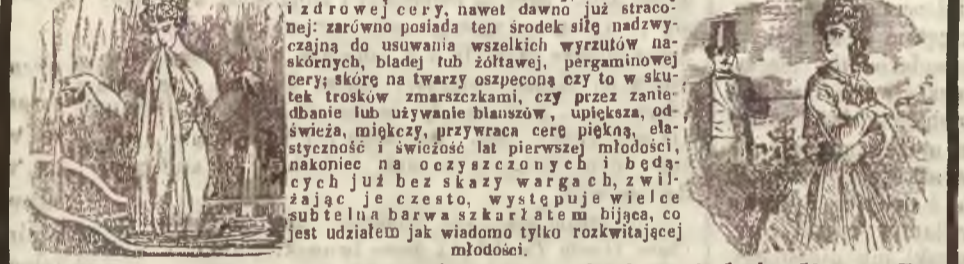 i zdrowej cery, nawet dawno już straco-
nej: zarówno posiada ten środek siłę nadzwy-
czajną do usuwania wszelkich wyrzutów na-
skórnych, bladej lub żółtawej, pergaminowej
cery; skórę na twarzy oszpeconą czy to w sku-
tek trosków zmarszczkami, czy przez zanie-
dbanie lub używanie blanszów, upiększa, od-
świeża, miękczy, przywraca cerę piękną, ela-
styczność i świeżość lat pierwszej młodości,
nakoniec na oczyszczonych i będą-
cych już bez skazy wargach, zwil-
żając je czesto, występuje wielce
subtelna barwa szkarłatem bijąca, co
jest udziałem jak wiadomo tylko rozkwitającej
młodości.